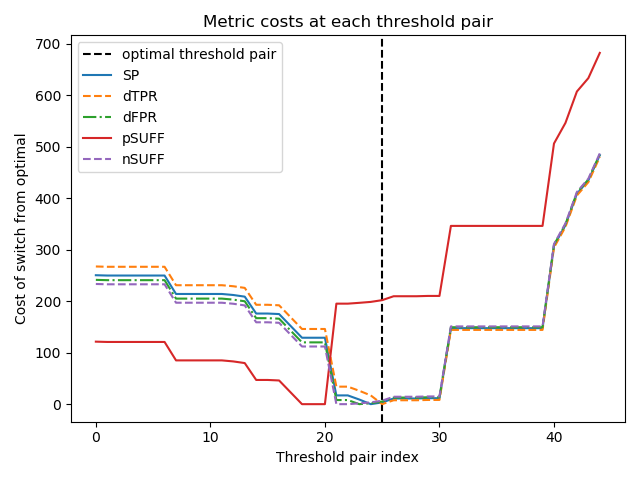 Metric costs at each threshold pair
700
600
500
400
300
200
100
0
Cost of switch from optimal
optimal threshold pair
SP
dTPR
dFPR
pSUFF
nSUFF
0
10
20
30
40
Threshold pair index